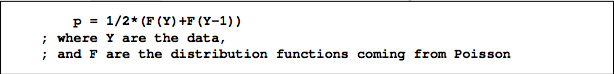 p = 1/2*(F(Y)+F(Y-1))
; where Y are the data,
; and F are the distribution functions coming from Poisson